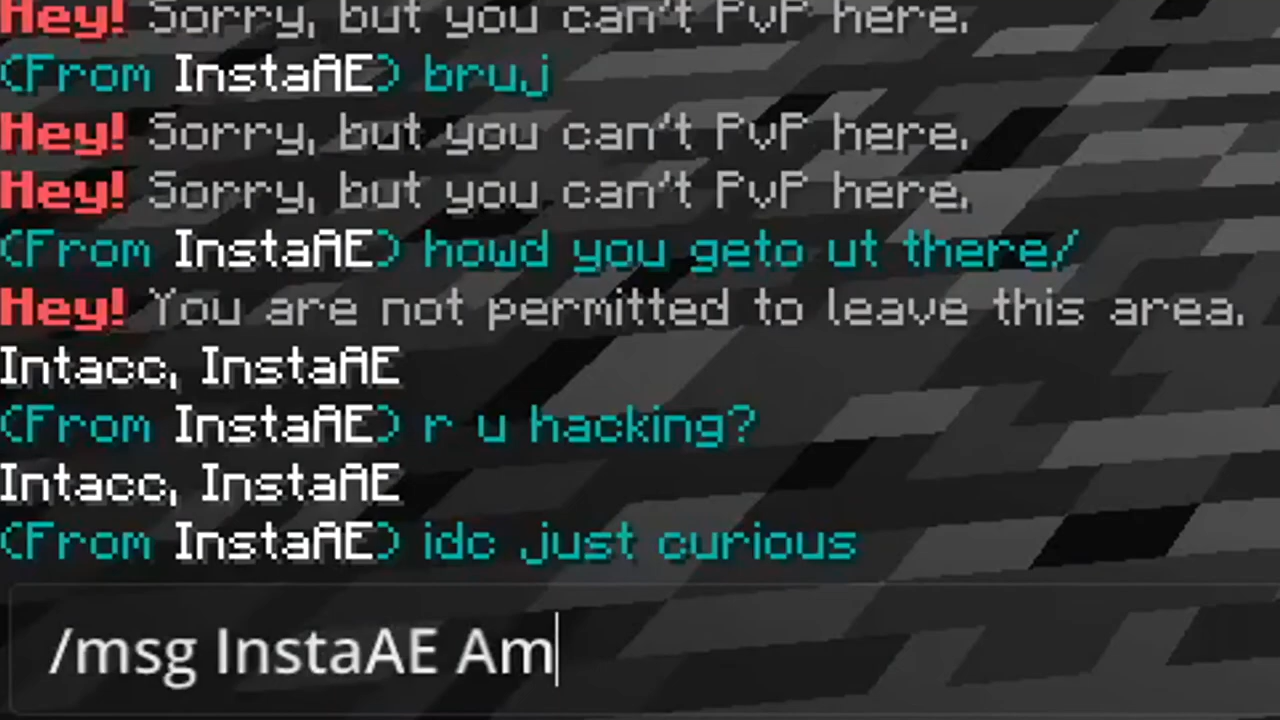 Hey! Sorry, but you can't PvP here.
(From InstaAE) bruj
Hey! Sorry, but you can't PvP here.
Hey! Sorry, but you can't PvP here.
(From InstaAE) howd you geto ut there/
Hey! You are not permitted to leave this area.
Intacc, InstaAE
(From InstaAE) r u hacking?
Intacc, InstaAE
(From InstaAE) idc just curious
/msg InstaAE Am